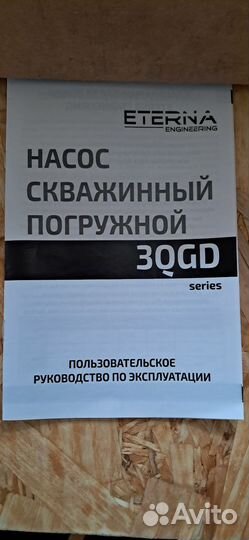 ETERNA
ENGINEERING
НАСОС
СКВАЖИННЫЙ
ПОГРУЖНОЙ
3QGD
series
ПОЛЬЗОВАТЕЛЬСКОЕ
РУКОВОДСТВО ПО ЭКСПЛУАТАЦИИ
Avito